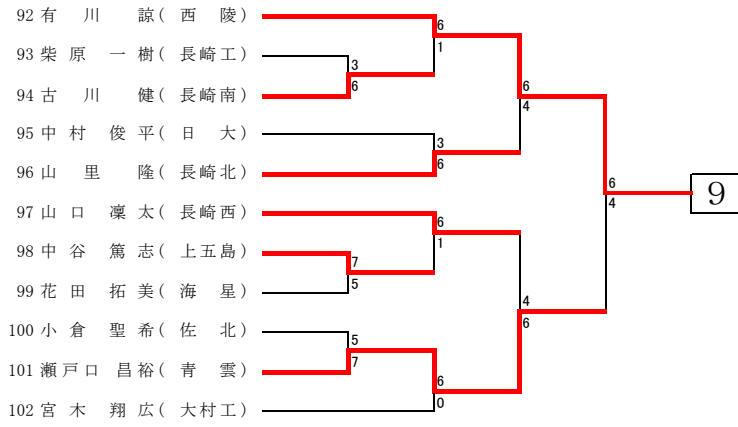 92 有川 諒 ( 西陵 )
6
93 柴原 一樹 ( 長崎工 )
1
3
6
94 古川 健 ( 長崎南 )
6
4
95 中村 俊平 ( 日大 )
3
6
96 山里 隆 ( 長崎北 )
6
4
9
97 山口 凜太 ( 長崎西 )
6
1
98 中谷 篤志 ( 上五島 )
7
5
99 花田 拓美 ( 海星 )
4
6
100 小倉 聖希 ( 佐北 )
5
7
101 瀬戸口 昌裕 ( 青雲 )
6
0
102 宮木 翔広 ( 大村工 )